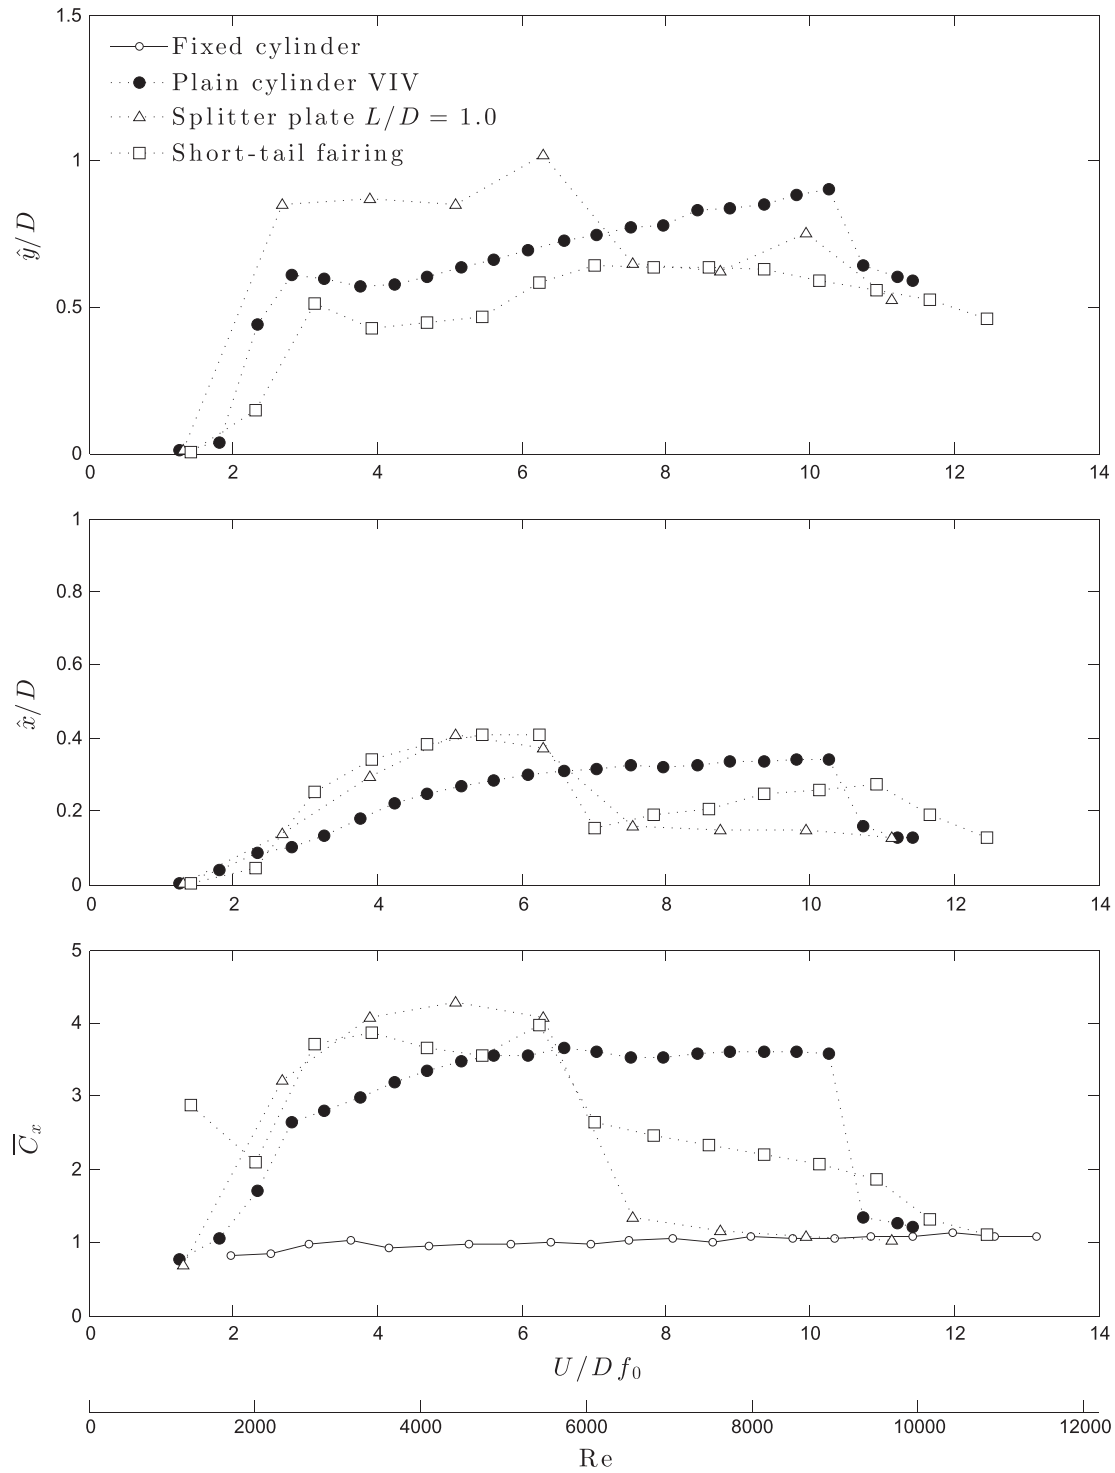 1.5
Fixed cylinder
Plain cylinder VIV
Splitter plate L/D = 1.0
Short-tail fairing
1
ŷ/D
0.5
0
0 2 4 6 8 10 12 14
1
0.8
0.6
x̂/D
0.4
0.2
0
0 2 4 6 8 10 12 14
5
4
3
C̅x
2
1
0
0 2 4 6 8 10 12 14
U/Df₀
0 2000 4000 6000 8000 10000 12000
Re